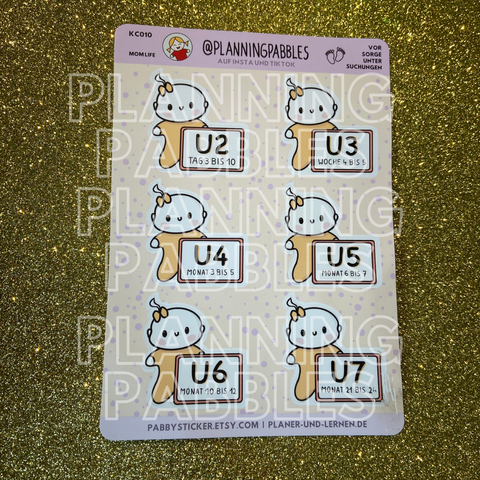 KC010
MOM LIFE
@PLANNINGPABBLES
AUF INSTA UND TIKTOK
VOR
SORGE
UNTER
SUCHUNGEN
PLANNING
PABBLES
U2
TAG 3 BIS 10
U3
WOCHE 4 BIS 5
PLANNING
PABBLES
U4
MONAT 3 BIS 5
U5
MONAT 6 BIS 7
PLANNING
PABBLES
U6
MONAT 10 BIS 12
U7
MONAT 21 BIS 24
PABBYSTICKER.ETSY.COM | PLANER-UND-LERNEN.DE